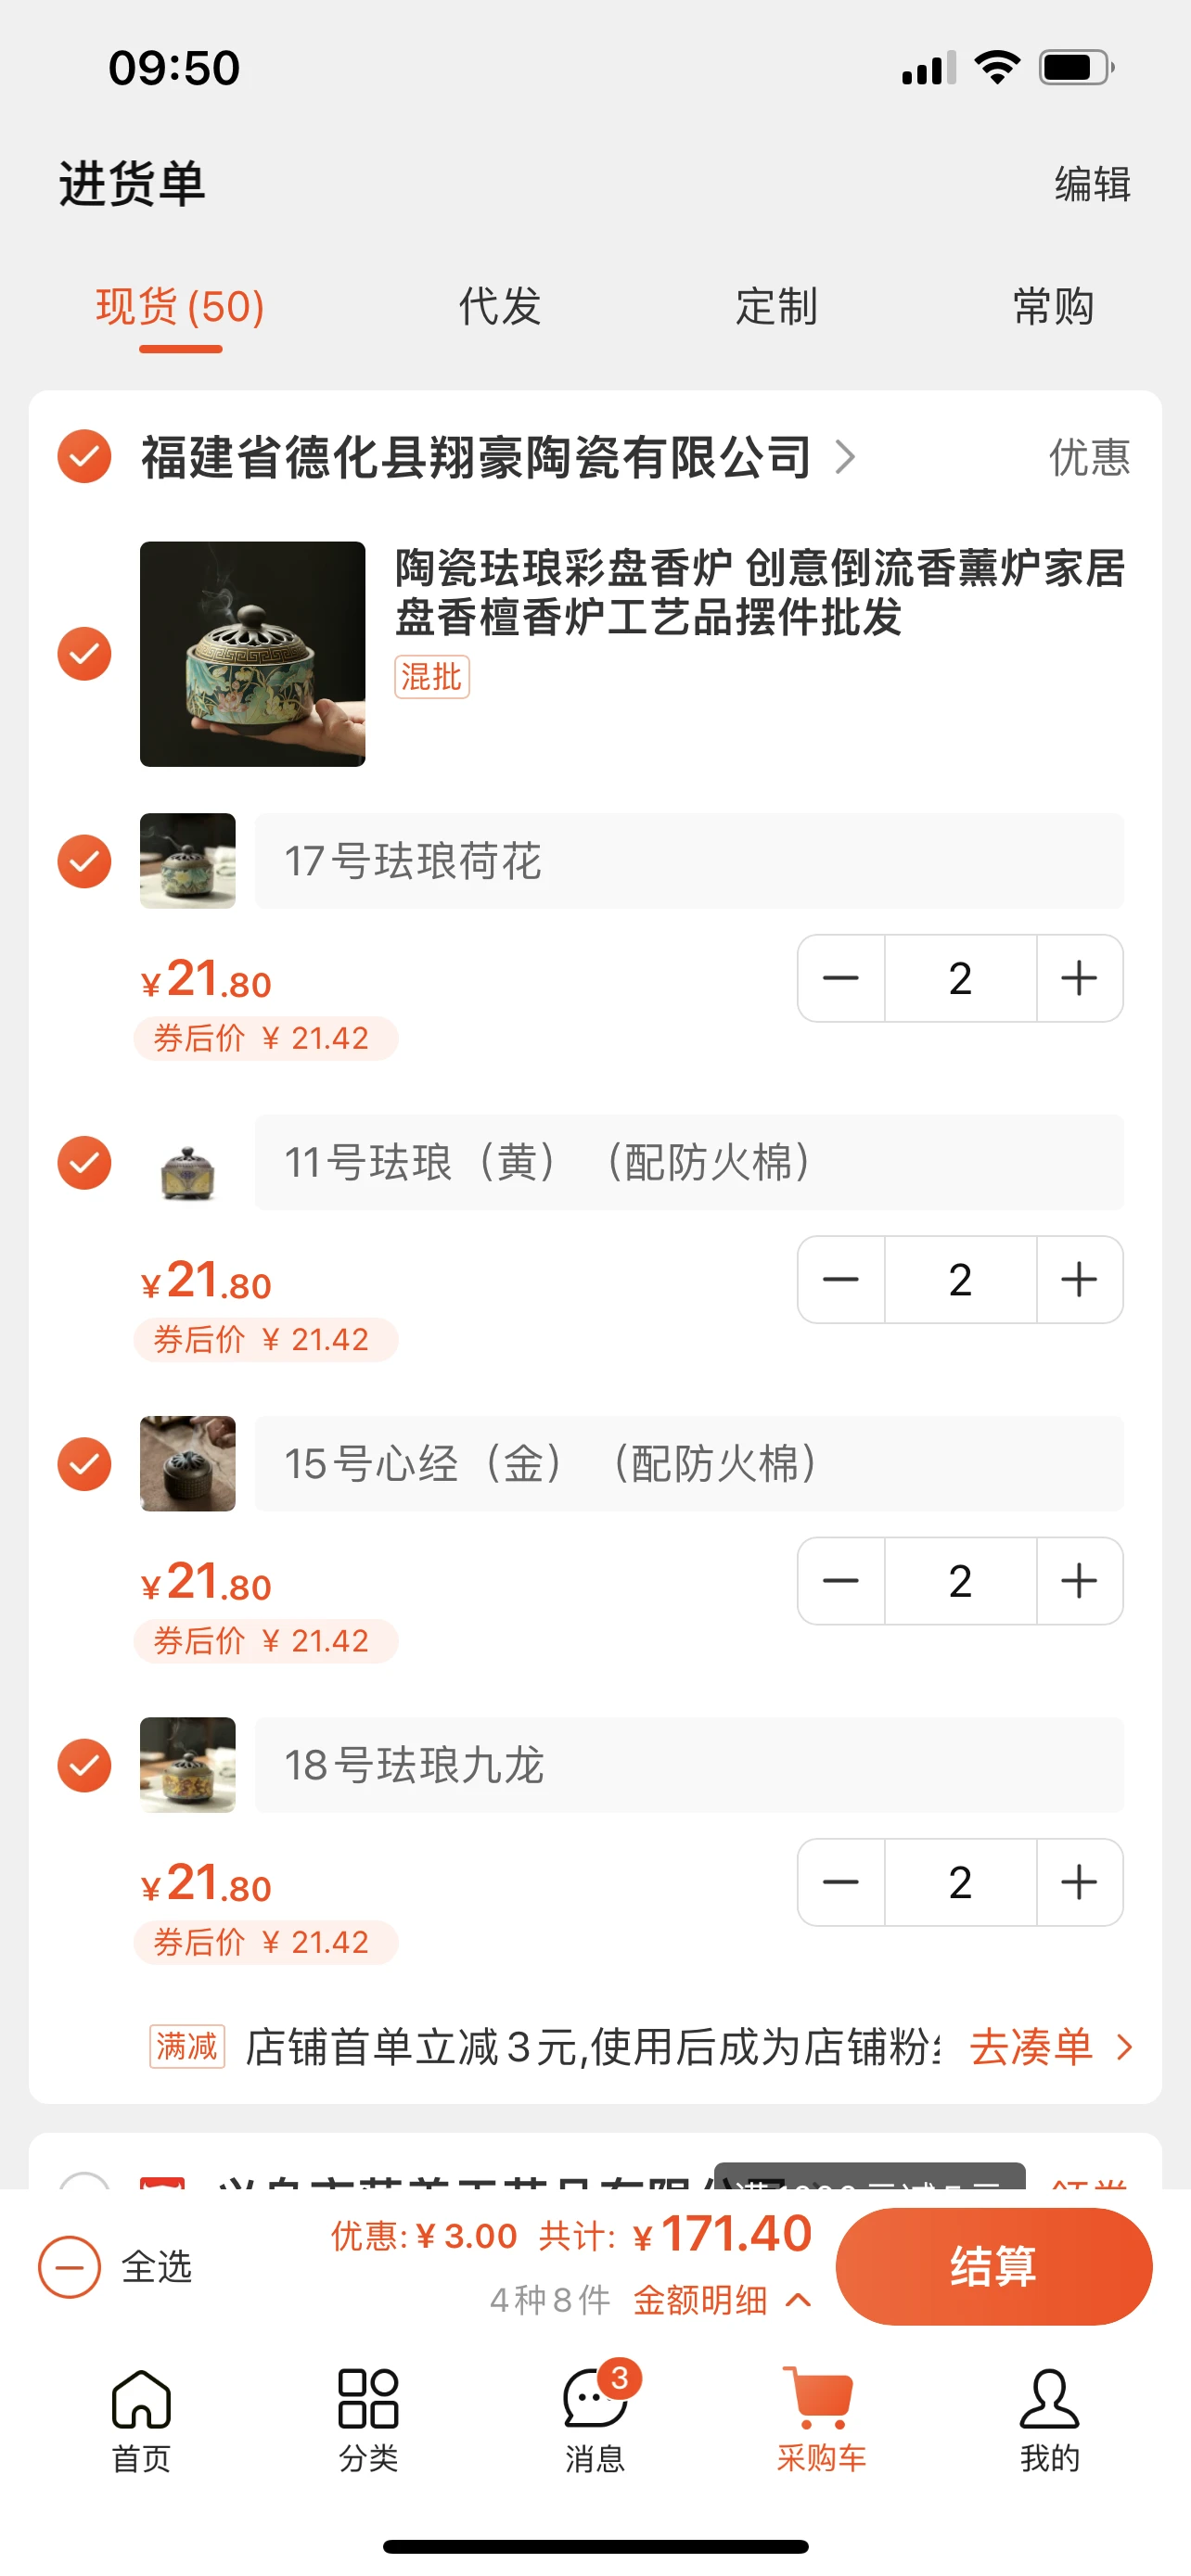 09:50
进货单
编辑
现货(50)
代发
定制
常购
福建省德化县翔豪陶瓷有限公司
优惠
陶瓷珐琅彩盘香炉 创意倒流香薰炉家居
盘香檀香炉工艺品摆件批发
混批
17号珐琅荷花
¥21.80
2
券后价 ¥ 21.42
11号珐琅（黄）（配防火棉）
¥21.80
2
券后价 ¥ 21.42
15号心经（金）（配防火棉）
¥21.80
2
券后价 ¥ 21.42
18号珐琅九龙
¥21.80
2
券后价 ¥ 21.42
满减 店铺首单立减3元,使用后成为店铺粉 去凑单
全选
优惠:¥3.00 共计: ¥171.40
4种8件 金额明细
结算
首页
分类
3
消息
采购车
我的